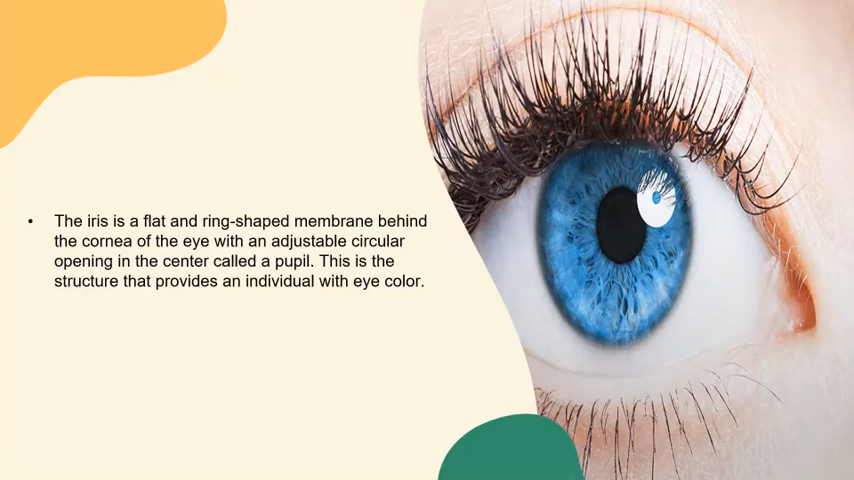 • The iris is a flat and ring-shaped membrane behind
the cornea of the eye with an adjustable circular
opening in the center called a pupil. This is the
structure that provides an individual with eye color.